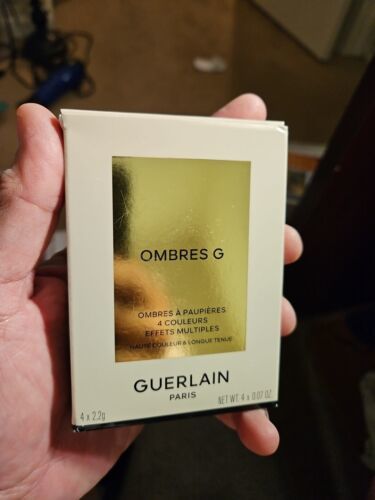 OMBRES G
OMBRES À PAUPIÈRES
4 COULEURS
EFFETS MULTIPLES
HAUTE COULEUR & LONGUE TENUE
GUERLAIN
PARIS
4 x 2.2g
NET WT. 4 x 0.07 OZ